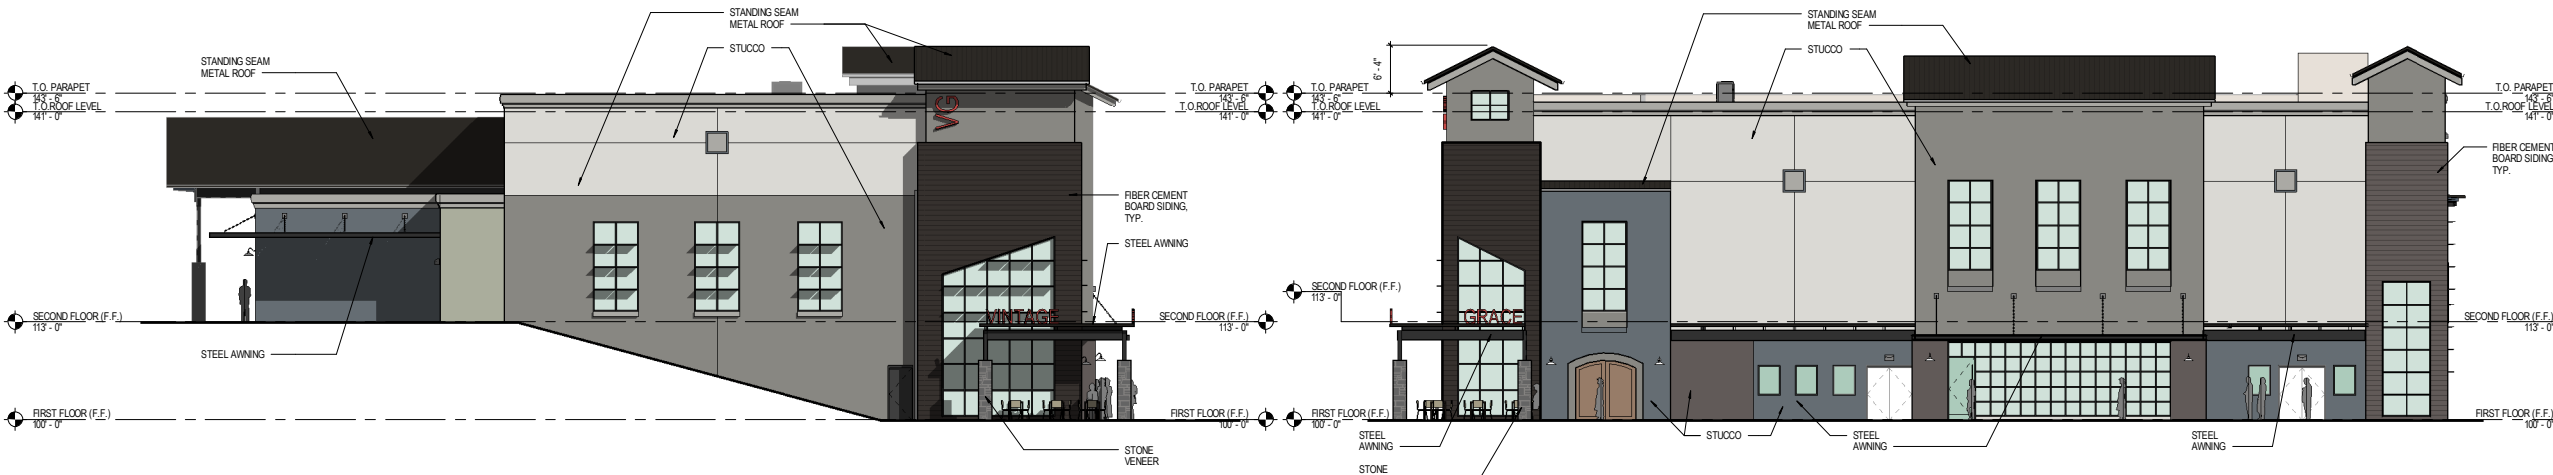 STANDING SEAM
METAL ROOF
STUCCO
STANDING SEAM
METAL ROOF
T.O. PARAPET
143' - 6"
T.O.ROOF LEVEL
141' - 0"
VG
T.O. PARAPET
143' - 6"
T.O.ROOF LEVEL
141' - 0"
FIBER CEMENT
BOARD SIDING,
TYP.
STEEL AWNING
SECOND FLOOR (F.F.)
113' - 0"
VINTAGE
SECOND FLOOR (F.F.)
113' - 0"
STEEL AWNING
FIRST FLOOR (F.F.)
100' - 0"
FIRST FLOOR (F.F.)
100' - 0"
STONE
VENEER
STANDING SEAM
METAL ROOF
STUCCO
6' - 4"
T.O. PARAPET
143' - 6"
T.O.ROOF LEVEL
141' - 0"
T.O. PARAPET
143' - 6"
T.O.ROOF LEVEL
141' - 0"
FIBER CEMENT
BOARD SIDING
TYP.
SECOND FLOOR (F.F.)
113' - 0"
GRACE
SECOND FLOOR (F.F.)
113' - 0"
FIRST FLOOR (F.F.)
100' - 0"
FIRST FLOOR (F.F.)
100' - 0"
STEEL
AWNING
STUCCO
STEEL
AWNING
STEEL
AWNING
STONE